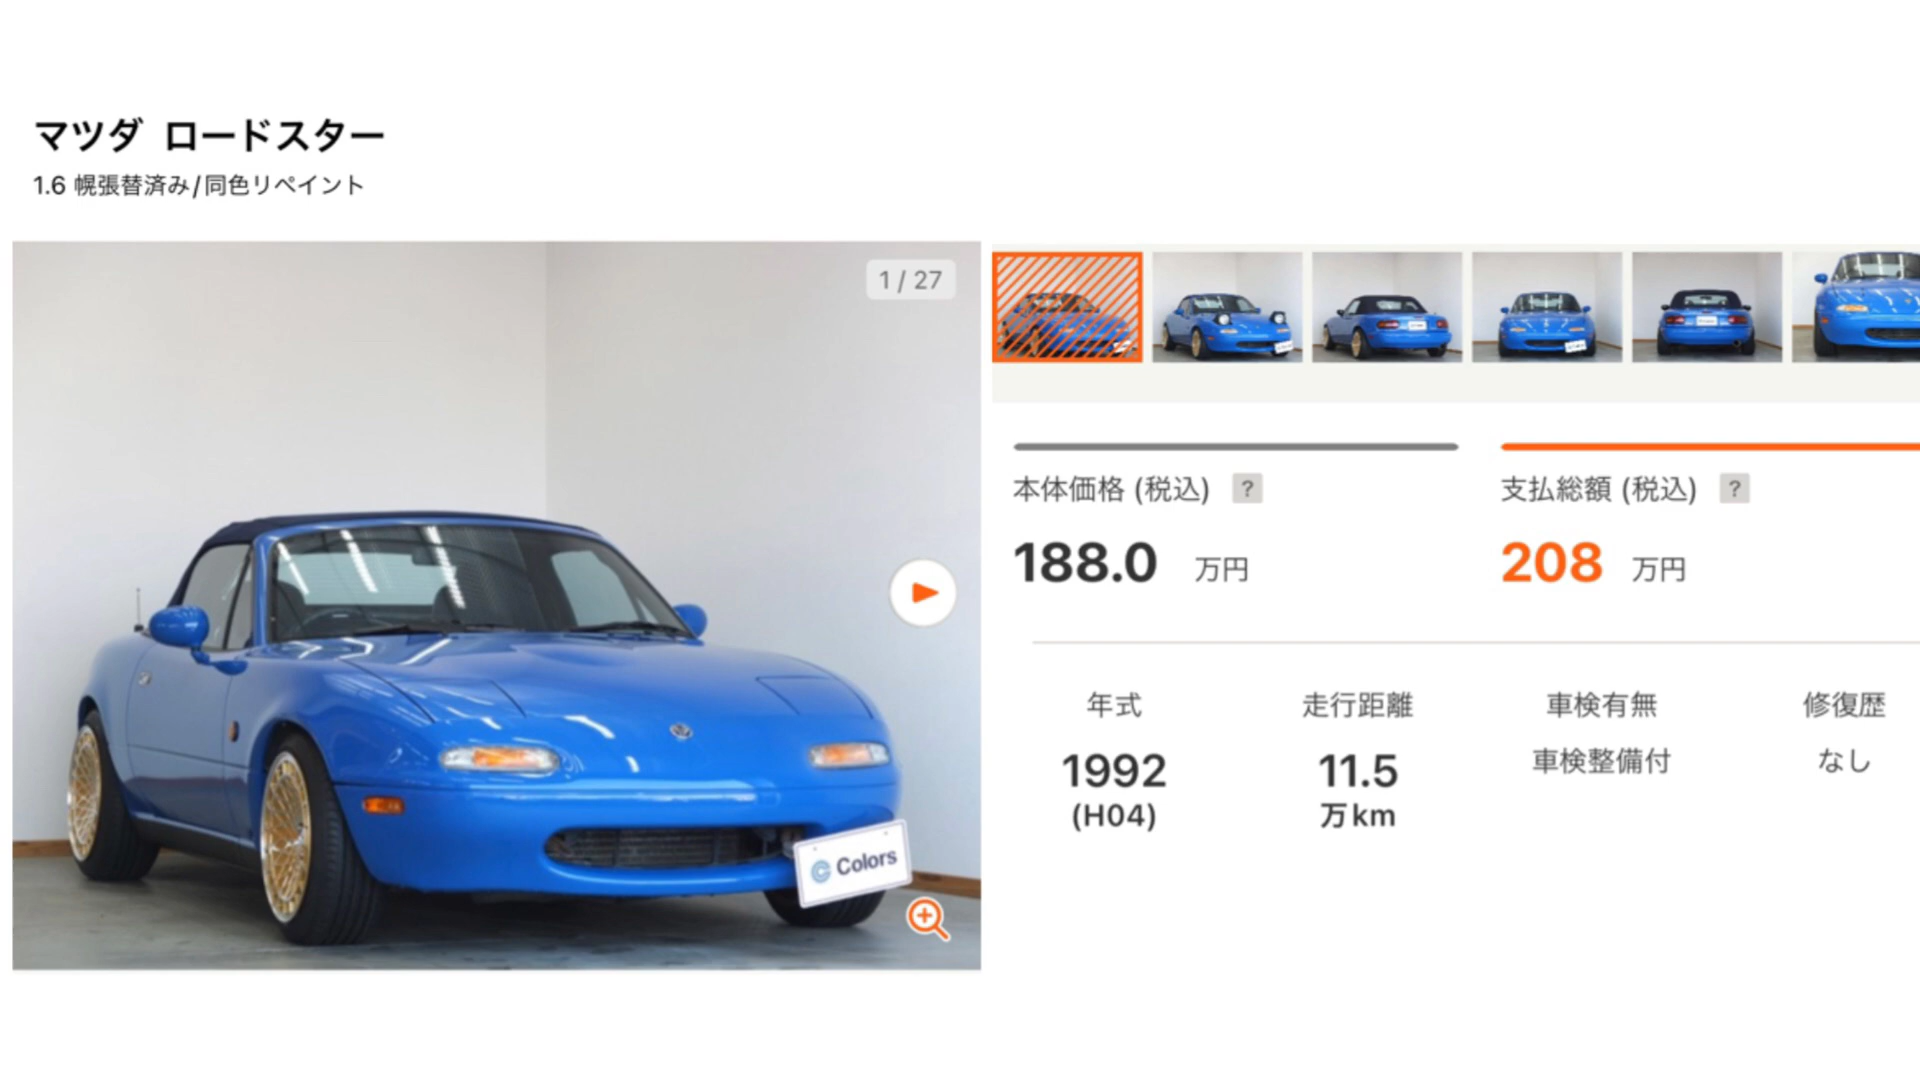 マツダ ロードスター
1.6 幌張替済み/同色リペイント
1 / 27
Colors
本体価格 (税込) ?
188.0 万円
支払総額 (税込) ?
208 万円
年式
1992
(H04)
走行距離
11.5
万km
車検有無
車検整備付
修復歴
なし